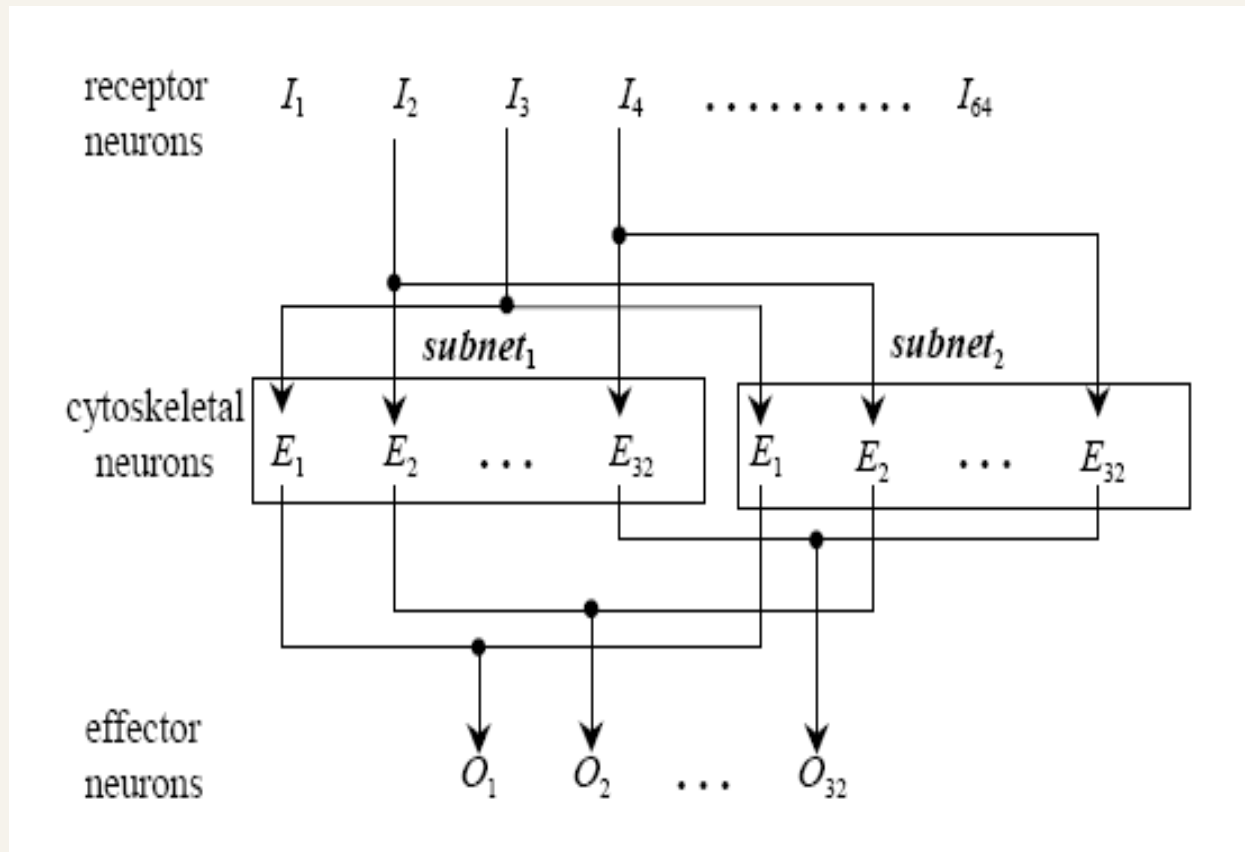 receptor neurons
I1 I2 I3 I4 .......... I64
subnet1 subnet2
cytoskeletal neurons
E1 E2 ... E32 E1 E2 ... E32
effector neurons
O1 O2 ... O32